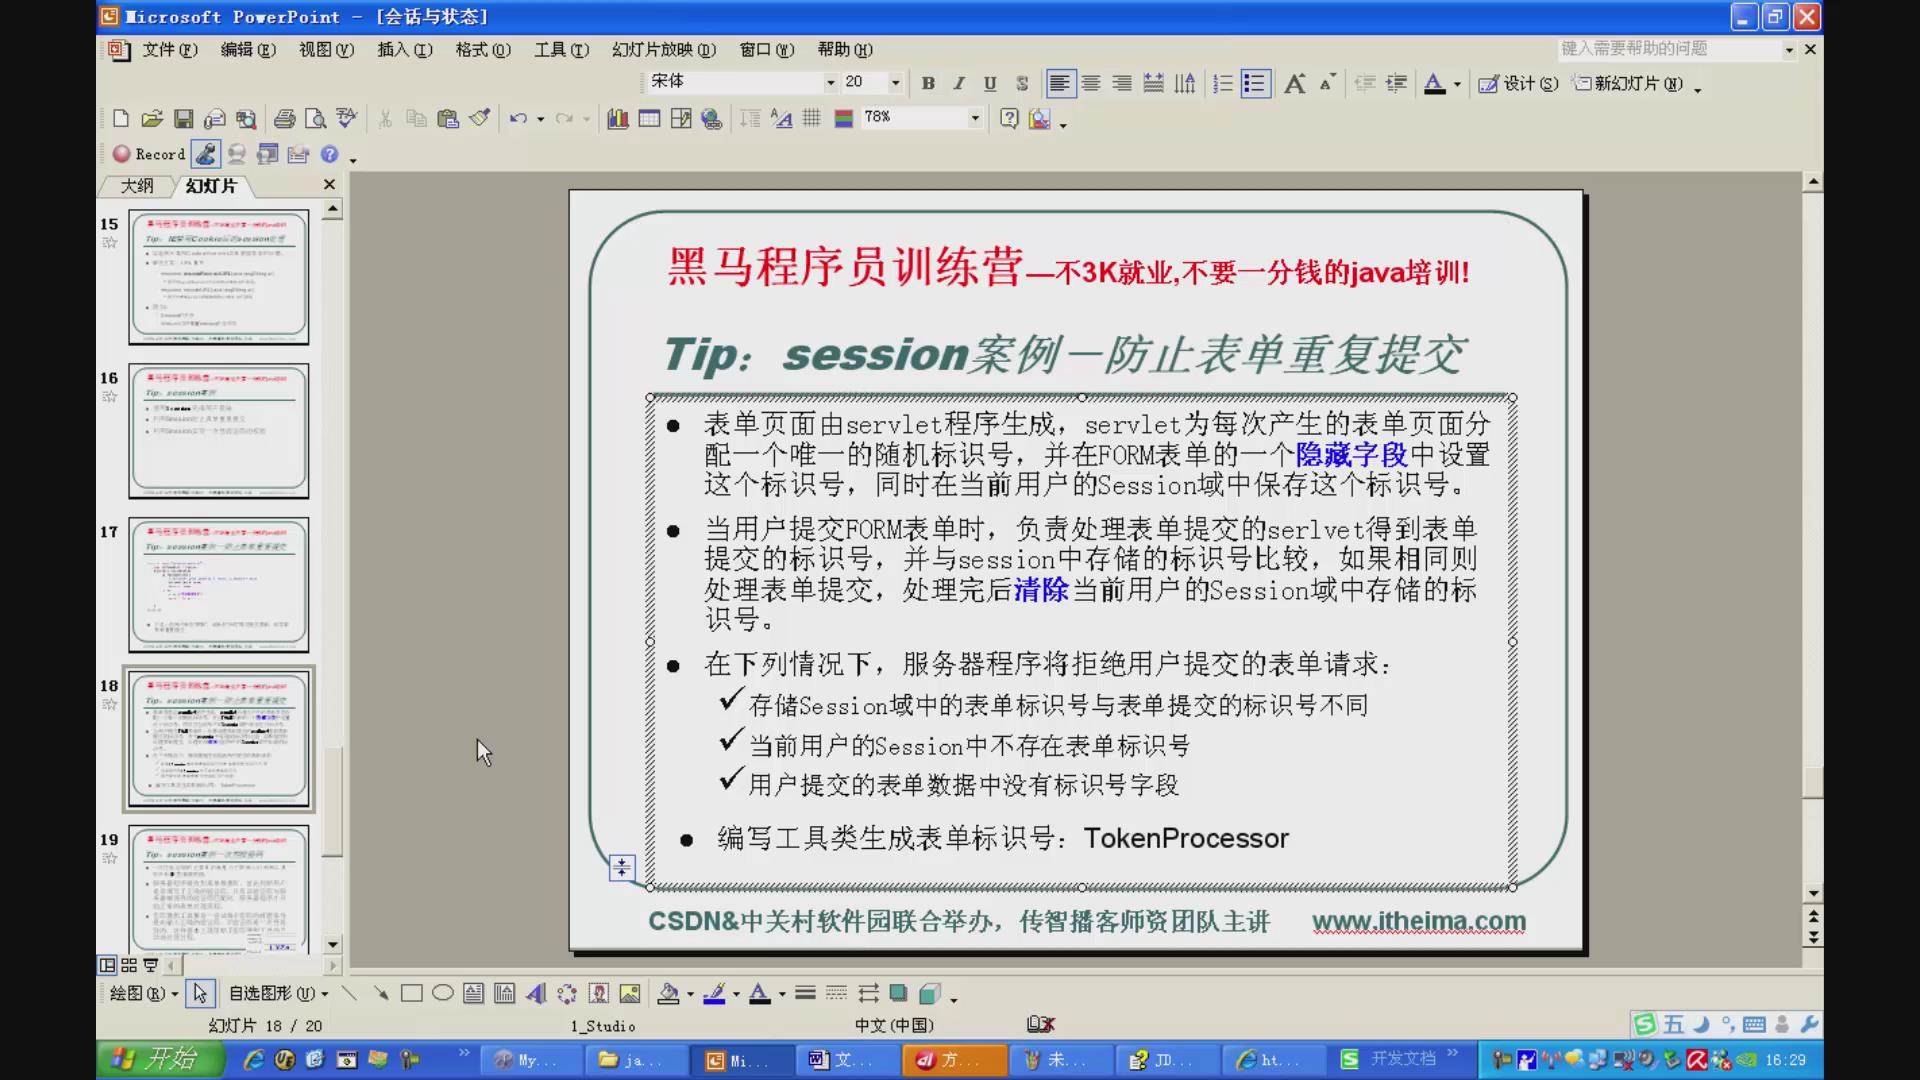 Microsoft PowerPoint - [会话与状态]
文件(F) 编辑(E) 视图(V) 插入(I) 格式(O) 工具(T) 幻灯片放映(D) 窗口(W) 帮助(H) 键入需要帮助的问题
宋体 20 B I U S 设计(S) 新幻灯片(N)
78%
Record
大纲 幻灯片
15
16
17
18
19
黑马程序员训练营—不3K就业,不要一分钱的java培训!
Tip：session案例－防止表单重复提交
表单页面由servlet程序生成，servlet为每次产生的表单页面分
配一个唯一的随机标识号，并在FORM表单的一个隐藏字段中设置
这个标识号，同时在当前用户的Session域中保存这个标识号。
当用户提交FORM表单时，负责处理表单提交的serlvet得到表单
提交的标识号，并与session中存储的标识号比较，如果相同则
处理表单提交，处理完后清除当前用户的Session域中存储的标
识号。
在下列情况下，服务器程序将拒绝用户提交的表单请求：
存储Session域中的表单标识号与表单提交的标识号不同
当前用户的Session中不存在表单标识号
用户提交的表单数据中没有标识号字段
编写工具类生成表单标识号：TokenProcessor
CSDN&中关村软件园联合举办，传智播客师资团队主讲 www.itheima.com
绘图(R) 自选图形(U)
幻灯片 18 / 20 1_Studio 中文(中国)
五
开始 My... ja... Mi... 文... 方... 未... JD... ht... 开发文档 16:29